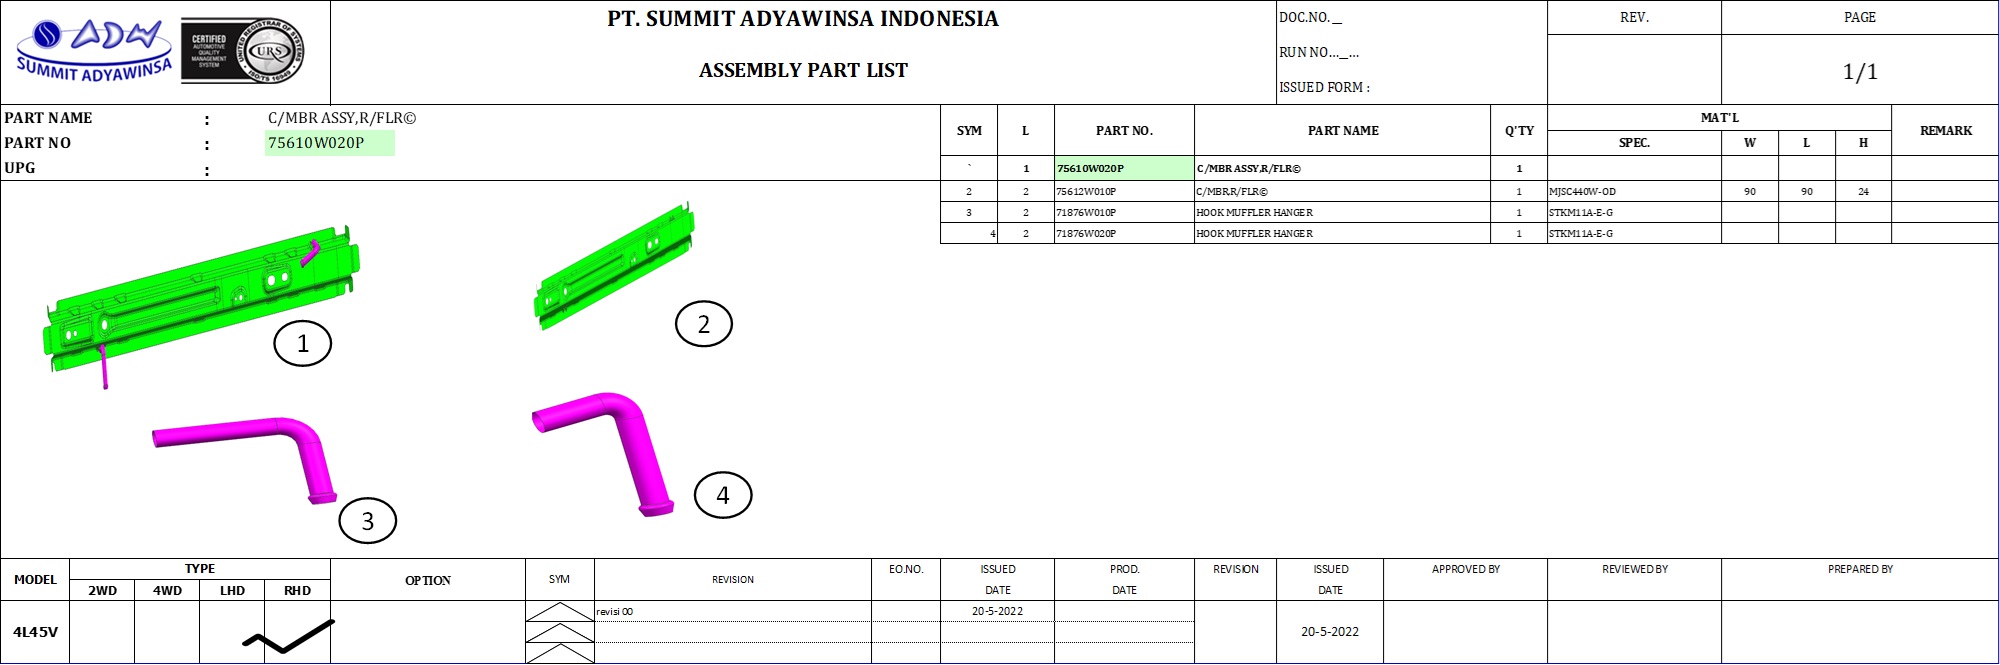 ADW
SUMMIT ADYAWINSA
CERTIFIED
AUTOMOTIVE
QUALITY
MANAGEMENT
SYSTEM
UNITED REGISTRAR OF SYSTEMS
URS
ISO/TS 16949
PT. SUMMIT ADYAWINSA INDONESIA
ASSEMBLY PART LIST
DOC.NO. _
RUN NO..._...
ISSUED FORM :
REV.
PAGE
1/1
PART NAME : C/MBR ASSY,R/FLR©
PART NO : 75610W020P
UPG :
SYM L PART NO. PART NAME Q'TY MAT'L REMARK
SPEC. W L H
` 1 75610W020P C/MBR ASSY,R/FLR© 1
2 2 75612W010P C/MBR,R/FLR© 1 MJSC440W-OD 90 90 24
3 2 71876W010P HOOK MUFFLER HANGER 1 STKM11A-E-G
4 2 71876W020P HOOK MUFFLER HANGER 1 STKM11A-E-G
1
2
3
4
MODEL TYPE OPTION SYM REVISION EO.NO. ISSUED DATE PROD. DATE REVISION ISSUED DATE APPROVED BY REVIEWED BY PREPARED BY
2WD 4WD LHD RHD
4L45V
revisi 00 20-5-2022
20-5-2022